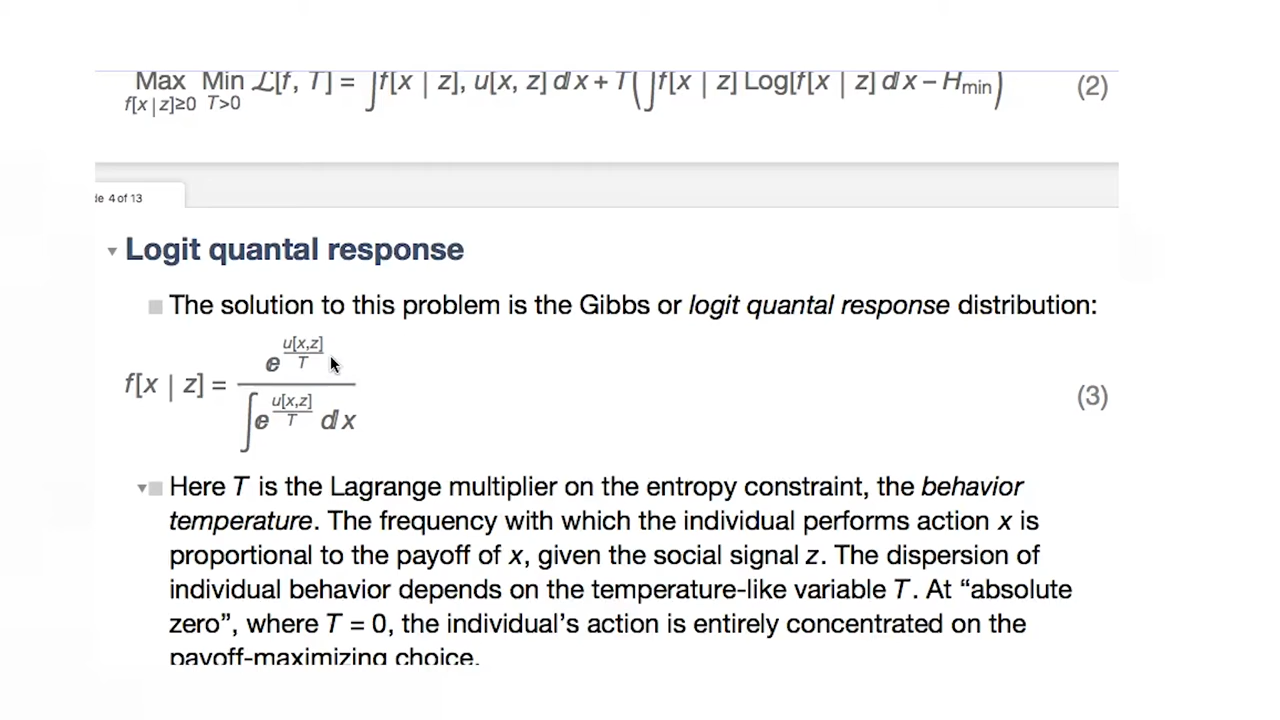 Max Min ℒ[f, T] = ∫f[x | z], u[x, z] ⅆx + T(∫f[x | z] Log[f[x | z] ⅆx − Hmin) (2)
f[x|z]≥0 T>0
de 4 of 13
Logit quantal response
The solution to this problem is the Gibbs or logit quantal response distribution:
f[x | z] = ⅇ^(u[x,z]/T) / ∫ⅇ^(u[x,z]/T) ⅆx (3)
Here T is the Lagrange multiplier on the entropy constraint, the behavior
temperature. The frequency with which the individual performs action x is
proportional to the payoff of x, given the social signal z. The dispersion of
individual behavior depends on the temperature-like variable T. At “absolute
zero”, where T = 0, the individual’s action is entirely concentrated on the
payoff-maximizing choice.